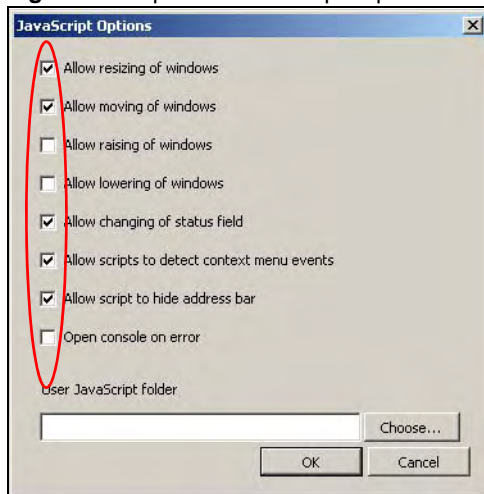 JavaScript Options
Allow resizing of windows
Allow moving of windows
Allow raising of windows
Allow lowering of windows
Allow changing of status field
Allow scripts to detect context menu events
Allow script to hide address bar
Open console on error
User JavaScript folder
Choose...
OK
Cancel